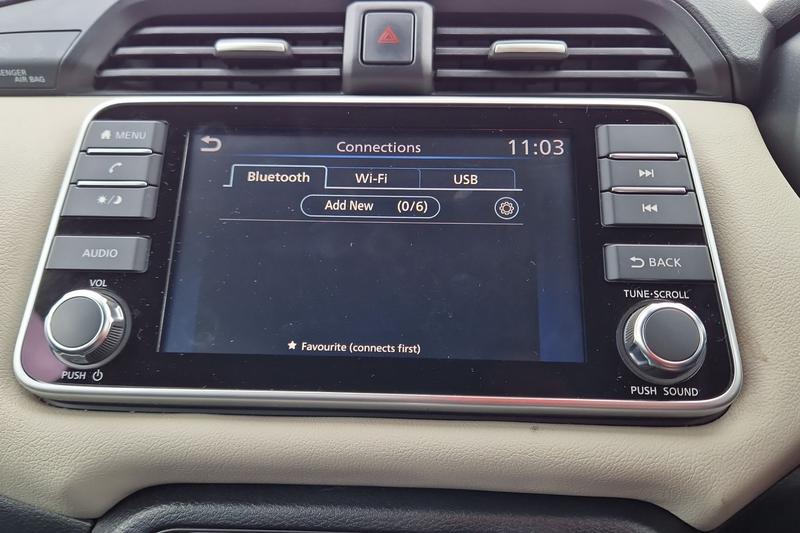 ENGER
AIR BAG
MENU
AUDIO
VOL
PUSH
Connections
11:03
Bluetooth
Wi-Fi
USB
Add New (0/6)
Favourite (connects first)
BACK
TUNE·SCROLL
PUSH SOUND